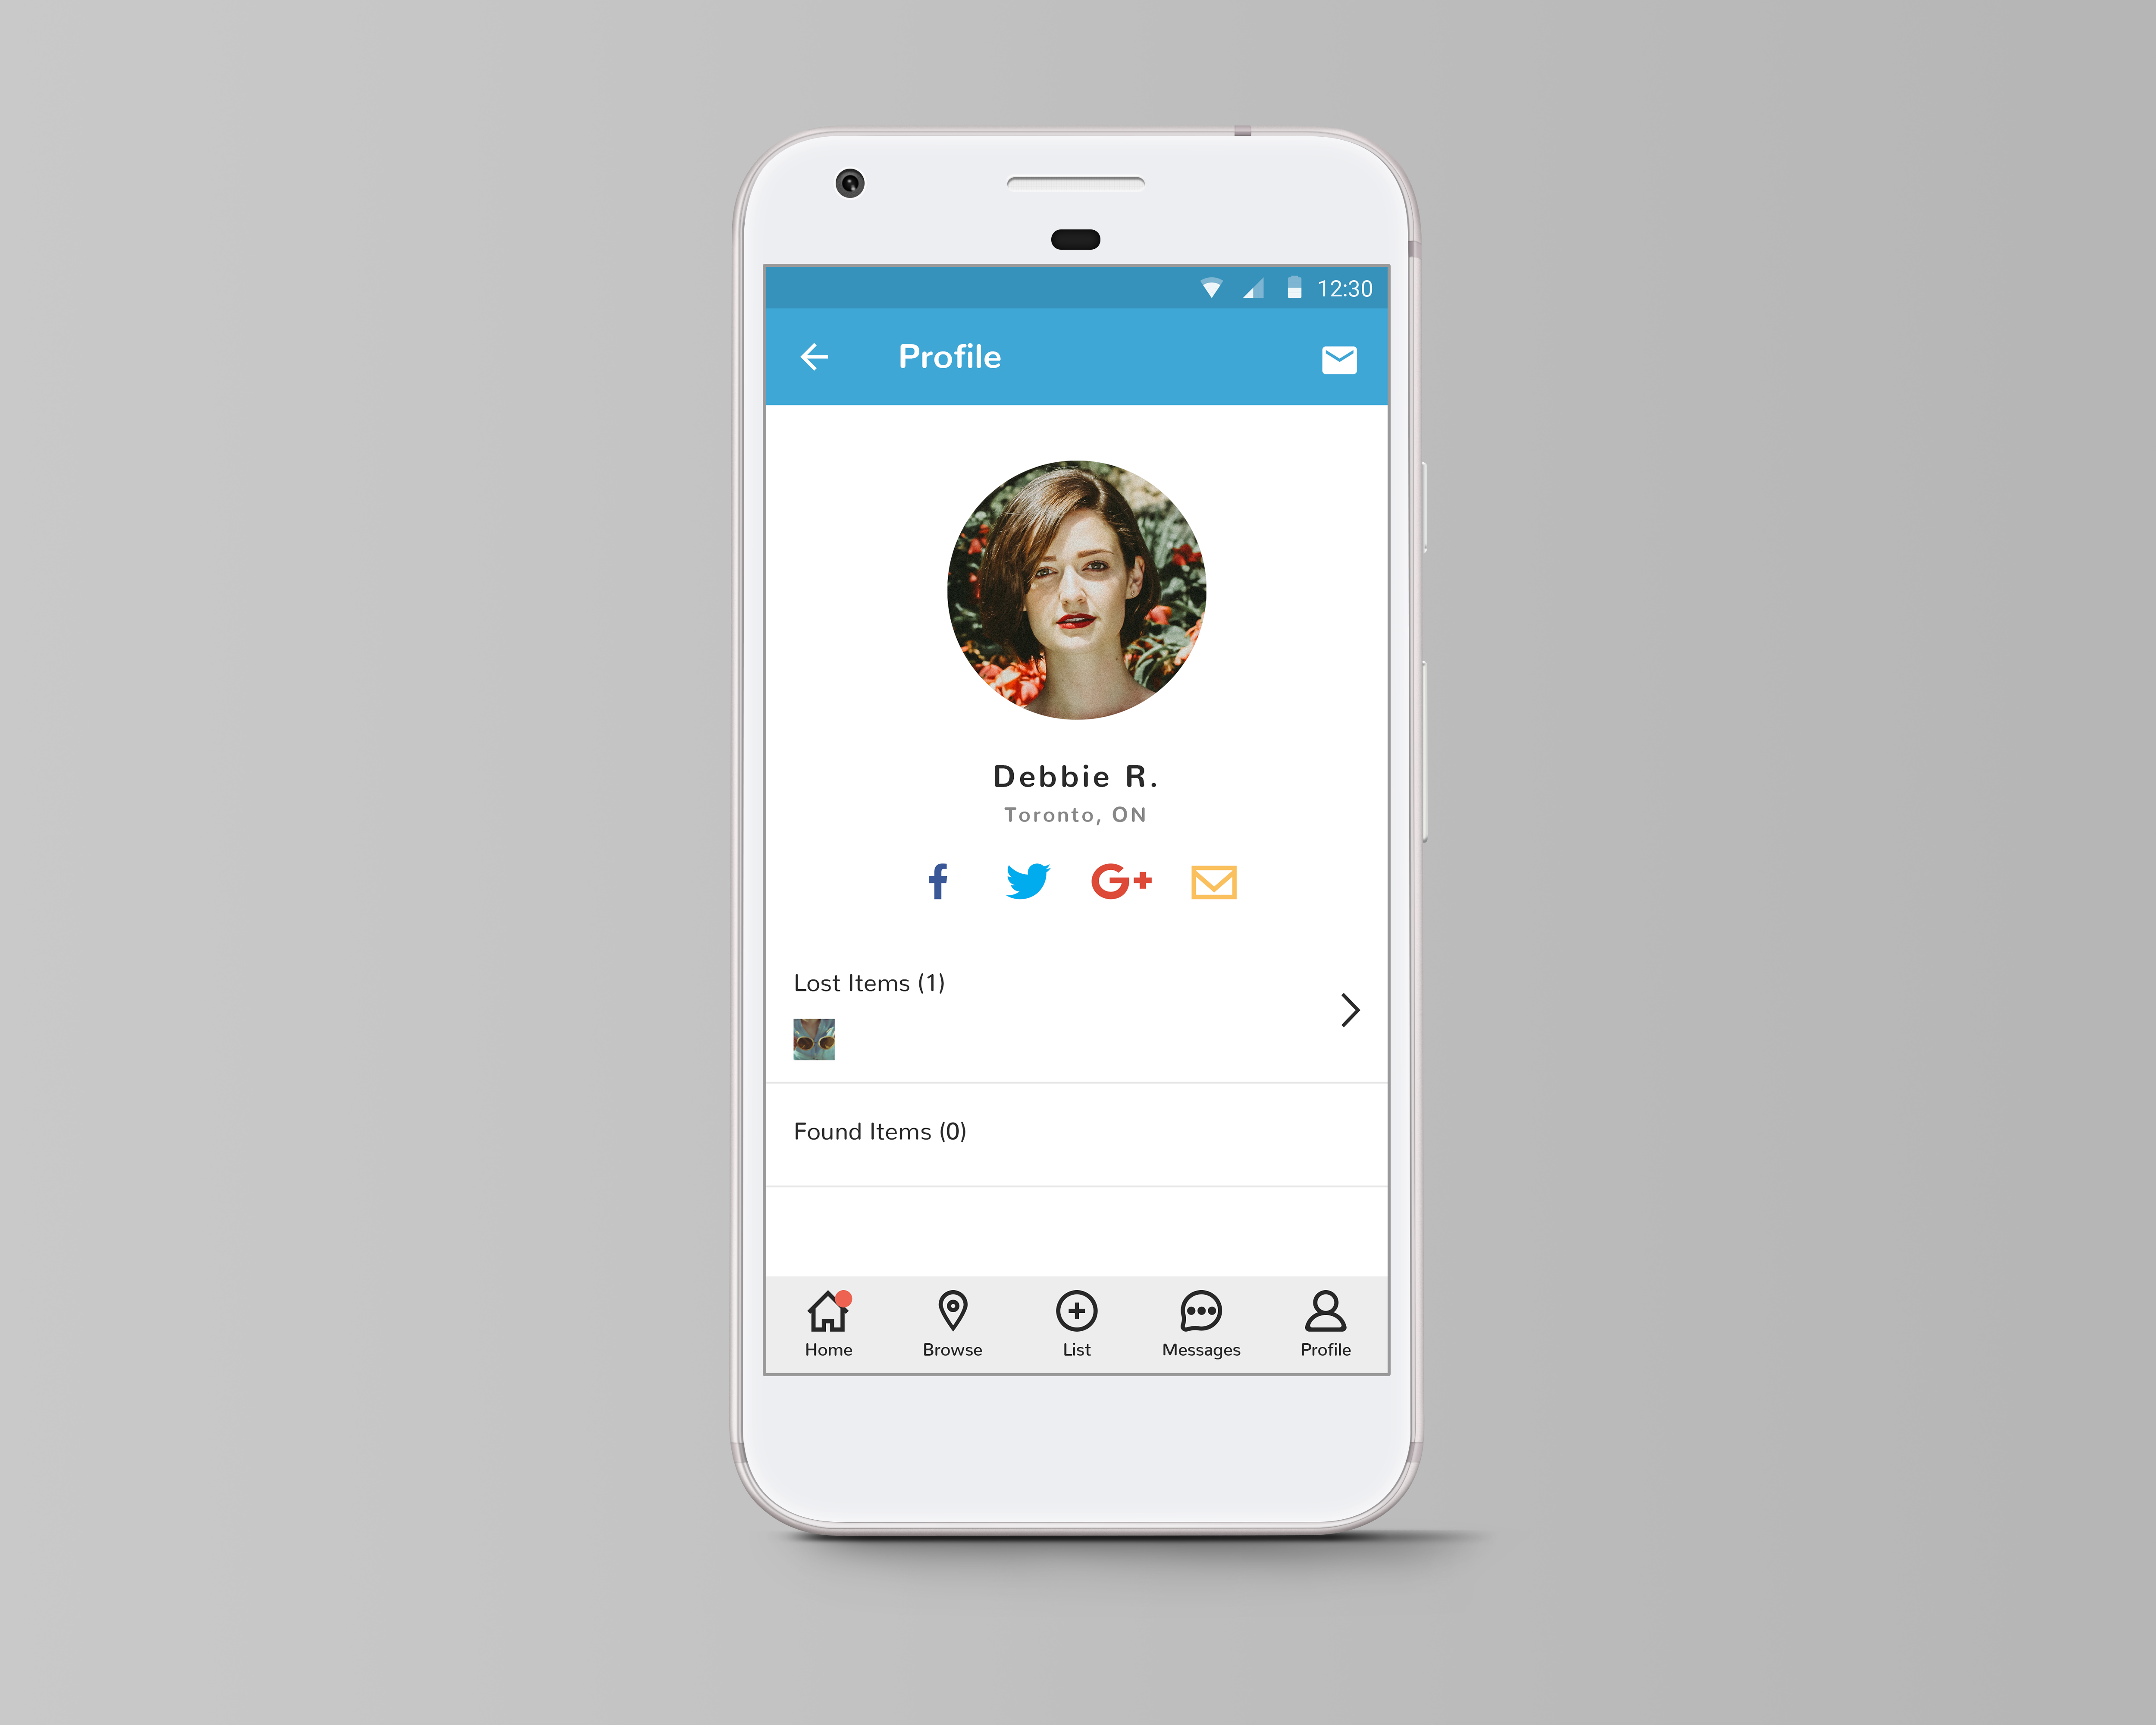 12:30
Profile
Debbie R.
Toronto, ON
G+
Lost Items (1)
Found Items (0)
Home Browse List Messages Profile